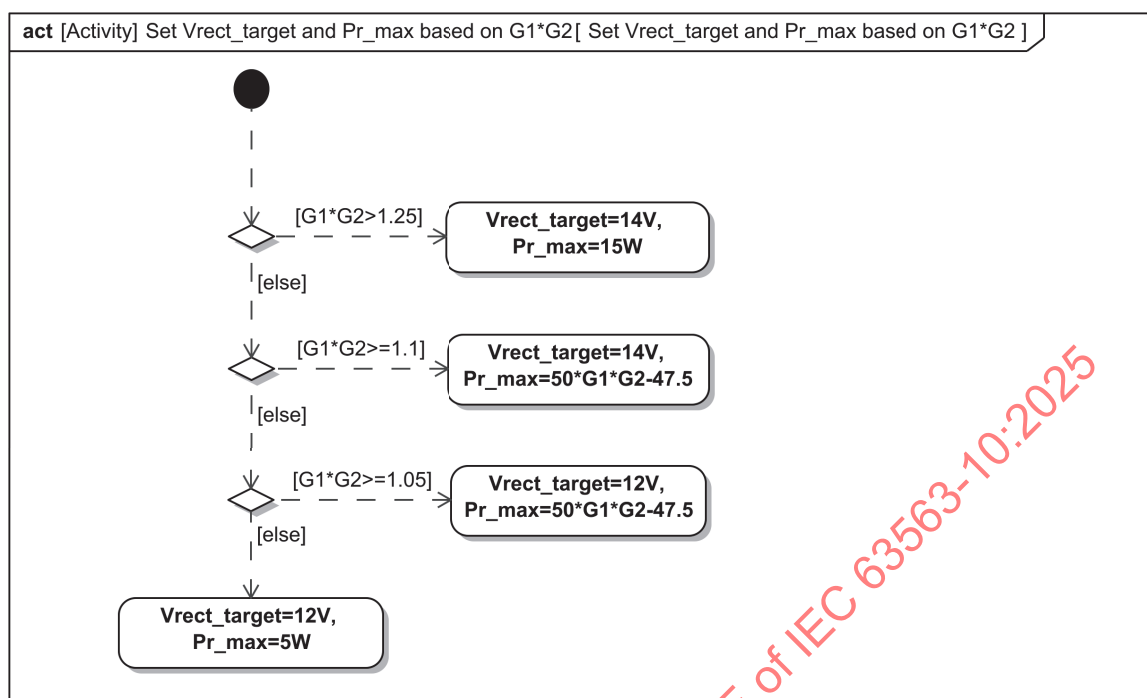 act [Activity] Set Vrect_target and Pr_max based on G1*G2[ Set Vrect_target and Pr_max based on G1*G2 ]
[G1*G2>1.25]
Vrect_target=14V,
Pr_max=15W
[else]
[G1*G2>=1.1]
Vrect_target=14V,
Pr_max=50*G1*G2-47.5
[else]
[G1*G2>=1.05]
Vrect_target=12V,
Pr_max=50*G1*G2-47.5
[else]
Vrect_target=12V,
Pr_max=5W
of IEC 63563-10:2025